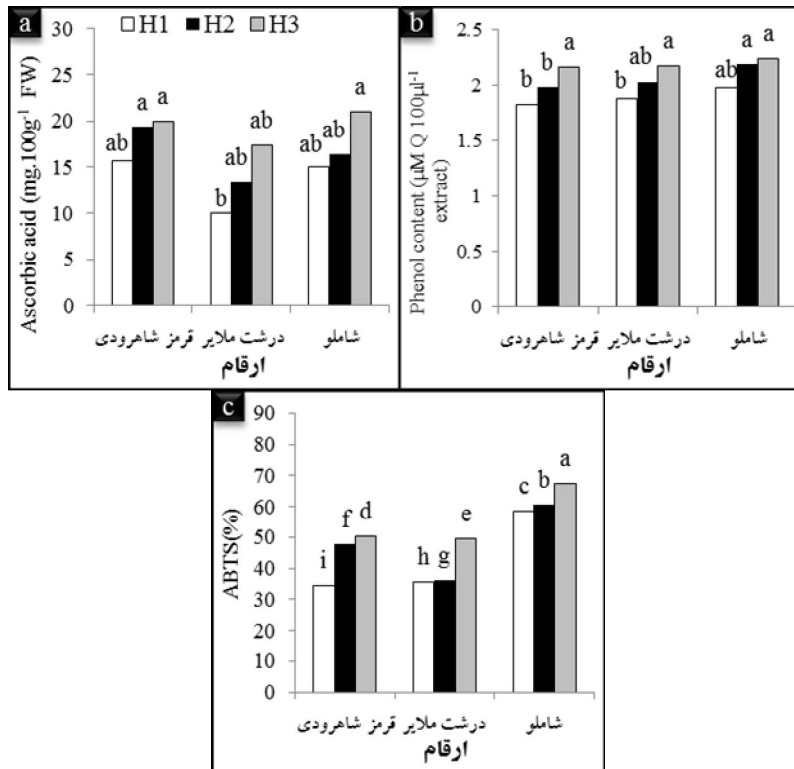 a
H1 H2 H3
Ascorbic acid (mg.100g⁻¹ FW)
30
25
20
15
10
5
0
ab a a
b ab ab
ab ab a
قرمز شاهرودی درشت ملایر شاملو
ارقام
b
Phenol content (µM Q 100µl⁻¹
extract)
2.5
2
1.5
1
0.5
0
b b a
b ab a
ab a a
قرمز شاهرودی درشت ملایر شاملو
ارقام
c
ABTS(%)
90
80
70
60
50
40
30
20
10
0
i f d
h g e
c b a
قرمز شاهرودی درشت ملایر شاملو
ارقام